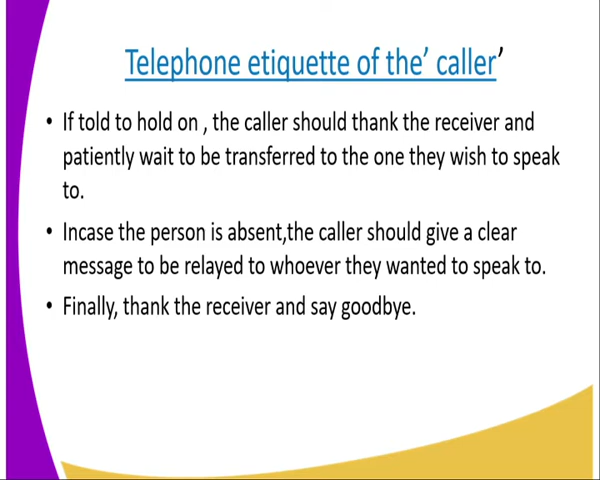 Telephone etiquette of the’ caller’
• If told to hold on , the caller should thank the receiver and
patiently wait to be transferred to the one they wish to speak
to.
• Incase the person is absent,the caller should give a clear
message to be relayed to whoever they wanted to speak to.
• Finally, thank the receiver and say goodbye.